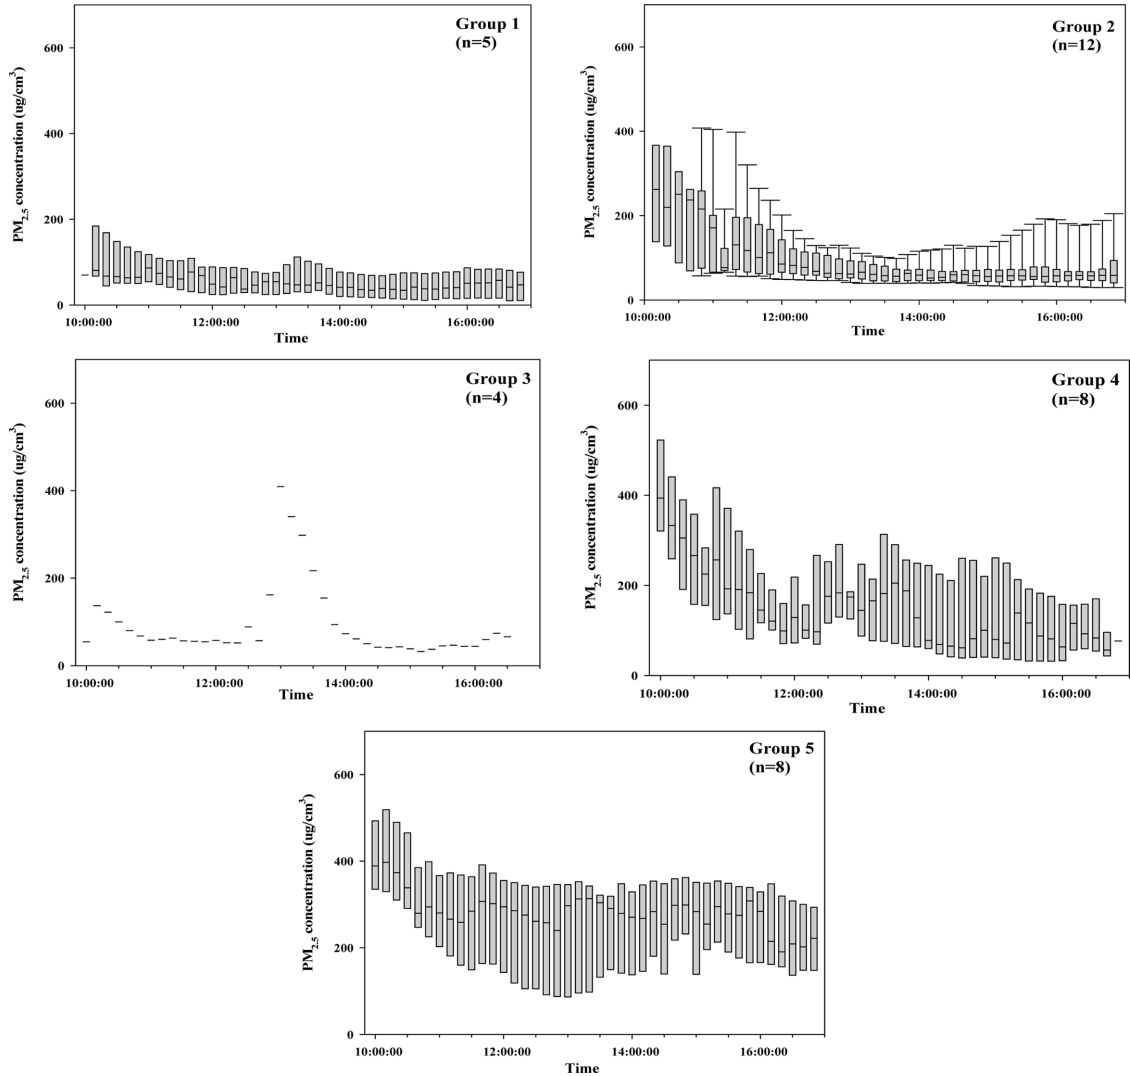 Group 1
(n=5)
600
400
200
0
PM2.5 concentration (ug/cm³)
10:00:00 12:00:00 14:00:00 16:00:00
Time
Group 2
(n=12)
600
400
200
0
PM2.5 concentration (ug/cm³)
10:00:00 12:00:00 14:00:00 16:00:00
Time
Group 3
(n=4)
600
400
200
0
PM2.5 concentration (ug/cm³)
10:00:00 12:00:00 14:00:00 16:00:00
Time
Group 4
(n=8)
600
400
200
0
PM2.5 concentration (ug/cm³)
10:00:00 12:00:00 14:00:00 16:00:00
Time
Group 5
(n=8)
600
400
200
0
PM2.5 concentration (ug/cm³)
10:00:00 12:00:00 14:00:00 16:00:00
Time